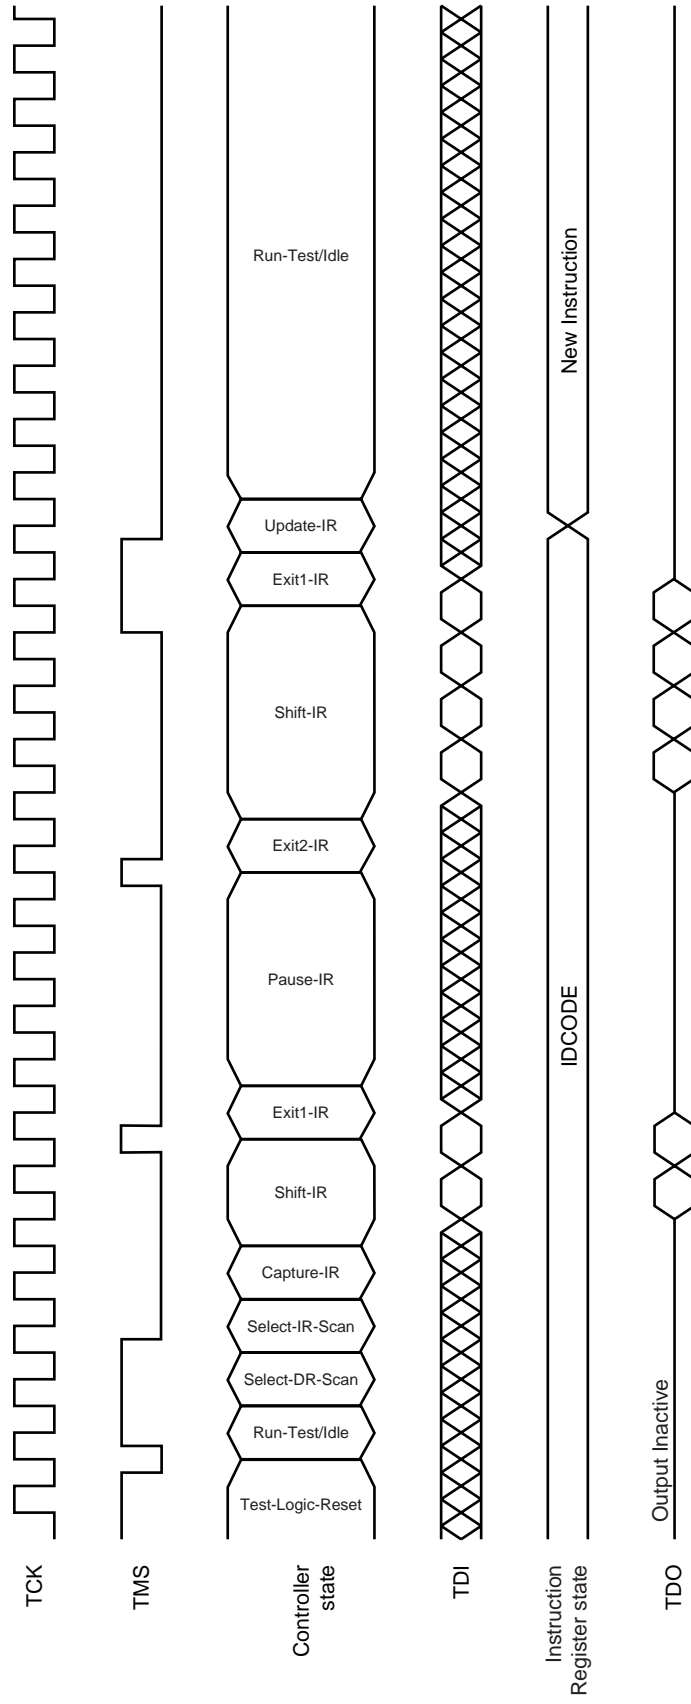 Run-Test/Idle
New Instruction
Update-IR
Exit1-IR
Shift-IR
Exit2-IR
Pause-IR
IDCODE
Exit1-IR
Shift-IR
Capture-IR
Select-IR-Scan
Select-DR-Scan
Run-Test/Idle
Test-Logic-Reset
Output Inactive
TCK
TMS
Controller
state
TDI
Instruction
Register state
TDO